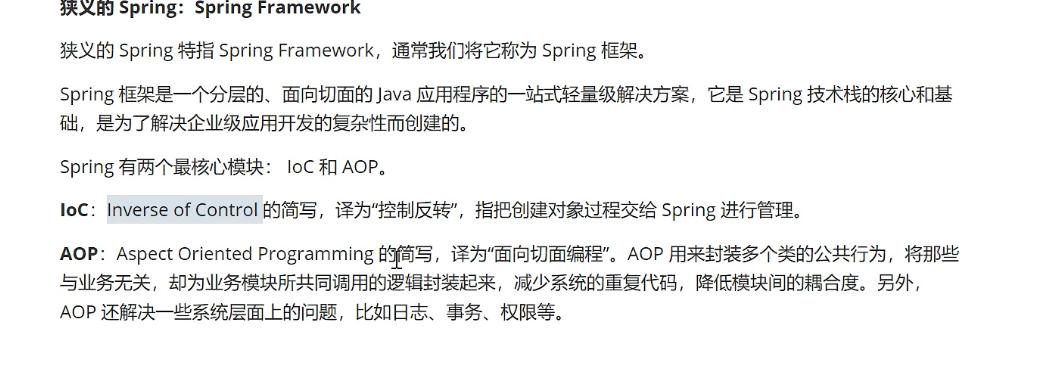 狭义的 Spring：Spring Framework
狭义的 Spring 特指 Spring Framework，通常我们将它称为 Spring 框架。
Spring 框架是一个分层的、面向切面的 Java 应用程序的一站式轻量级解决方案，它是 Spring 技术栈的核心和基
础，是为了解决企业级应用开发的复杂性而创建的。
Spring 有两个最核心模块： IoC 和 AOP。
IoC：Inverse of Control 的简写，译为“控制反转”，指把创建对象过程交给 Spring 进行管理。
AOP：Aspect Oriented Programming 的简写，译为“面向切面编程”。AOP 用来封装多个类的公共行为，将那些
与业务无关，却为业务模块所共同调用的逻辑封装起来，减少系统的重复代码，降低模块间的耦合度。另外，
AOP 还解决一些系统层面上的问题，比如日志、事务、权限等。